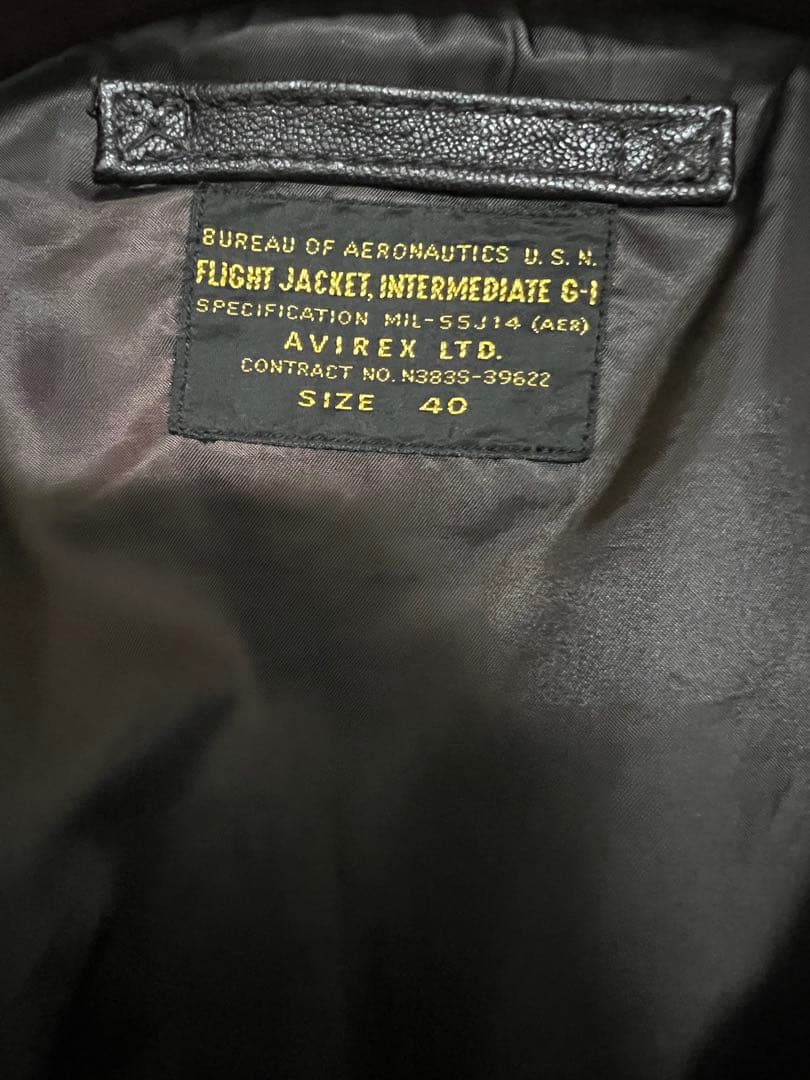 BUREAU OF AERONAUTICS U.S.N.
FLIGHT JACKET, INTERMEDIATE G-1
SPECIFICATION MIL-55J14 (AER)
AVIREX LTD.
CONTRACT NO. N383S-39622
SIZE 40